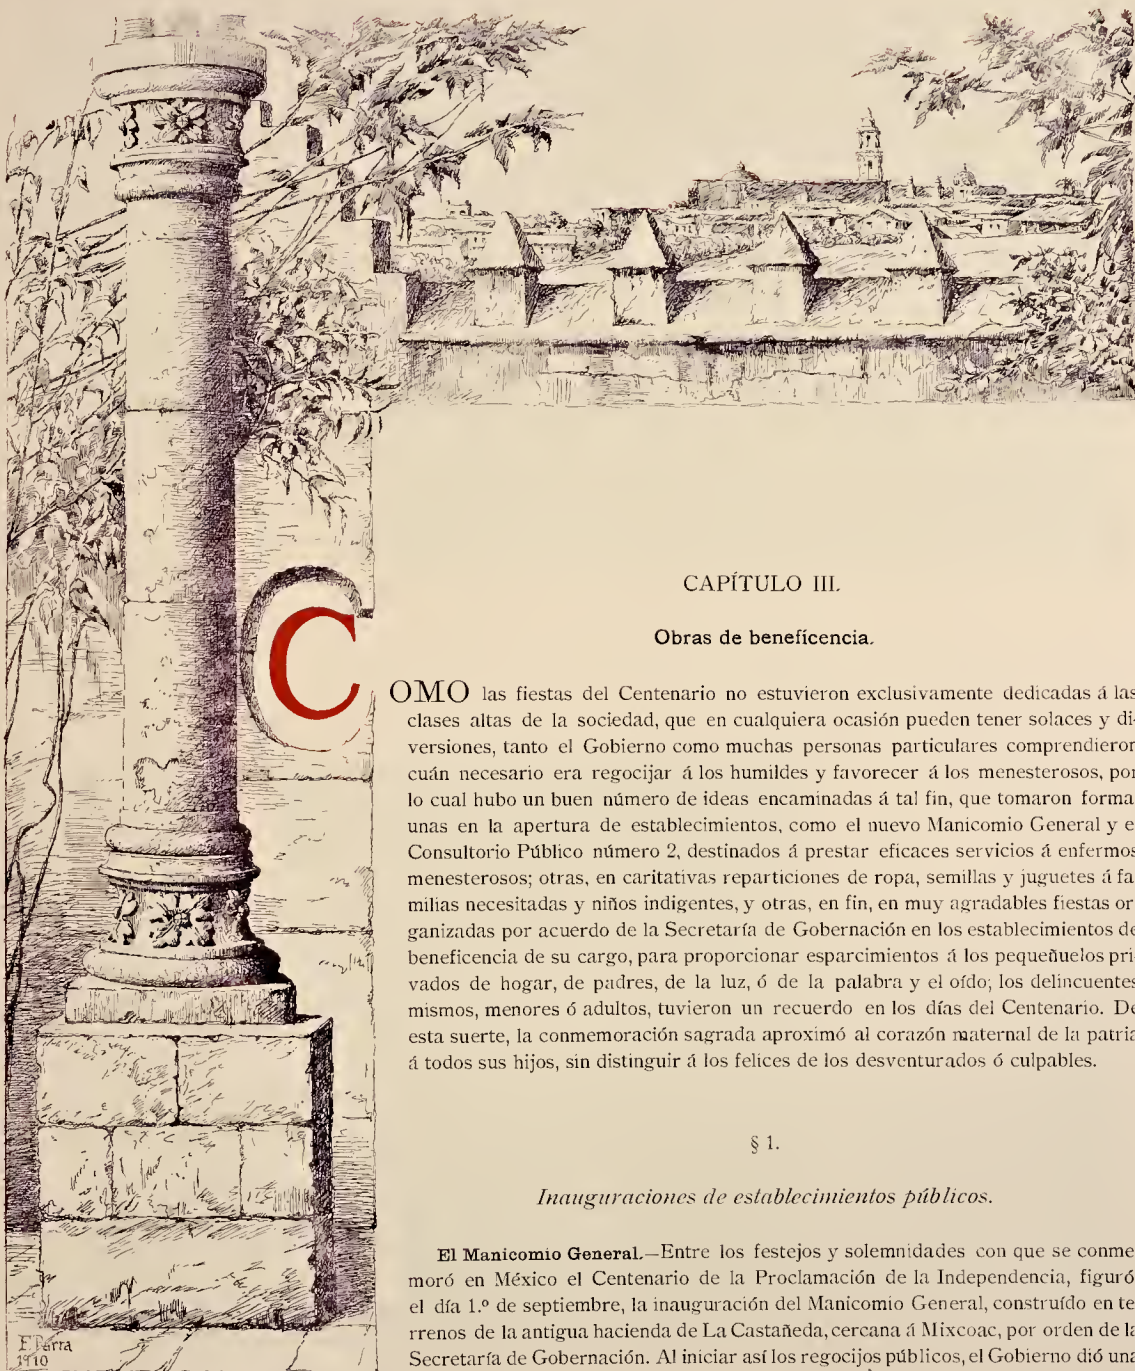 CAPÍTULO III.
Obras de beneficencia.
COMO las fiestas del Centenario no estuvieron exclusivamente dedicadas á las
clases altas de la sociedad, que en cualquiera ocasión pueden tener solaces y di-
versiones, tanto el Gobierno como muchas personas particulares comprendieron
cuán necesario era regocijar á los humildes y favorecer á los menesterosos, por
lo cual hubo un buen número de ideas encaminadas á tal fin, que tomaron forma,
unas en la apertura de establecimientos, como el nuevo Manicomio General y el
Consultorio Público número 2, destinados á prestar eficaces servicios á enfermos
menesterosos; otras, en caritativas reparticiones de ropa, semillas y juguetes á fa-
milias necesitadas y niños indigentes, y otras, en fin, en muy agradables fiestas or-
ganizadas por acuerdo de la Secretaría de Gobernación en los establecimientos de
beneficencia de su cargo, para proporcionar esparcimientos á los pequeñuelos pri-
vados de hogar, de padres, de la luz, ó de la palabra y el oído; los delincuentes
mismos, menores ó adultos, tuvieron un recuerdo en los días del Centenario. De
esta suerte, la conmemoración sagrada aproximó al corazón maternal de la patria
á todos sus hijos, sin distinguir á los felices de los desventurados ó culpables.
§ 1.
Inauguraciones de establecimientos públicos.
El Manicomio General.—Entre los festejos y solemnidades con que se conme-
moró en México el Centenario de la Proclamación de la Independencia, figuró,
el día 1.º de septiembre, la inauguración del Manicomio General, construído en te-
rrenos de la antigua hacienda de La Castañeda, cercana á Mixcoac, por orden de la
Secretaría de Gobernación. Al iniciar así los regocijos públicos, el Gobierno dió una
F. Parra
1910